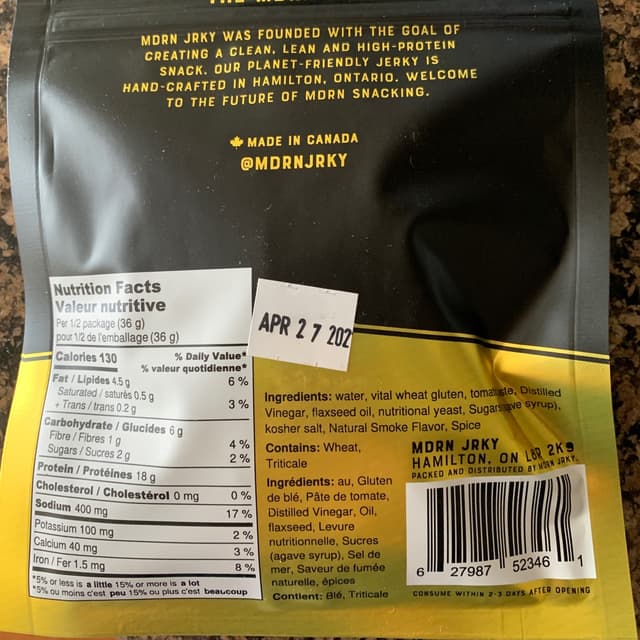 MDRN JRKY WAS FOUNDED WITH THE GOAL OF
CREATING A CLEAN, LEAN AND HIGH-PROTEIN
SNACK. OUR PLANET-FRIENDLY JERKY IS
HAND-CRAFTED IN HAMILTON, ONTARIO. WELCOME
TO THE FUTURE OF MDRN SNACKING.
MADE IN CANADA
@MDRNJRKY
Nutrition Facts
Valeur nutritive
Per 1/2 package (36 g)
pour 1/2 de l'emballage (36 g)
Calories 130 % Daily Value*
% valeur quotidienne*
Fat / Lipides 4.5 g 6 %
Saturated / saturés 0.5 g
+ Trans / trans 0.2 g 3 %
Carbohydrate / Glucides 6 g
Fibre / Fibres 1 g 4 %
Sugars / Sucres 2 g 2 %
Protein / Protéines 18 g
Cholesterol / Cholestérol 0 mg 0 %
Sodium 400 mg 17 %
Potassium 100 mg 2 %
Calcium 40 mg 3 %
Iron / Fer 1.5 mg 8 %
*5% or less is a little 15% or more is a lot
*5% ou moins c'est peu 15% ou plus c'est beaucoup
APR 27 202
Ingredients: water, vital wheat gluten, Distilled
Vinegar, flaxseed oil, nutritional yeast, syrup),
kosher salt, Natural Smoke Flavor, Spice
Contains: Wheat,
Triticale
Ingrédients: au, Gluten
de blé, Pâte de tomate,
Distilled Vinegar, Oil,
flaxseed, Levure
nutritionnelle, Sucres
(agave syrup), Sel de
mer, Saveur de fumée
naturelle, épices
Contient: Blé, Triticale
MDRN JRKY
HAMILTON, ON L8R 2K9
PACKED AND DISTRIBUTED BY MDRN JRKY.
6 27987 52346 1
CONSUME WITHIN 2-3 DAYS AFTER OPENING